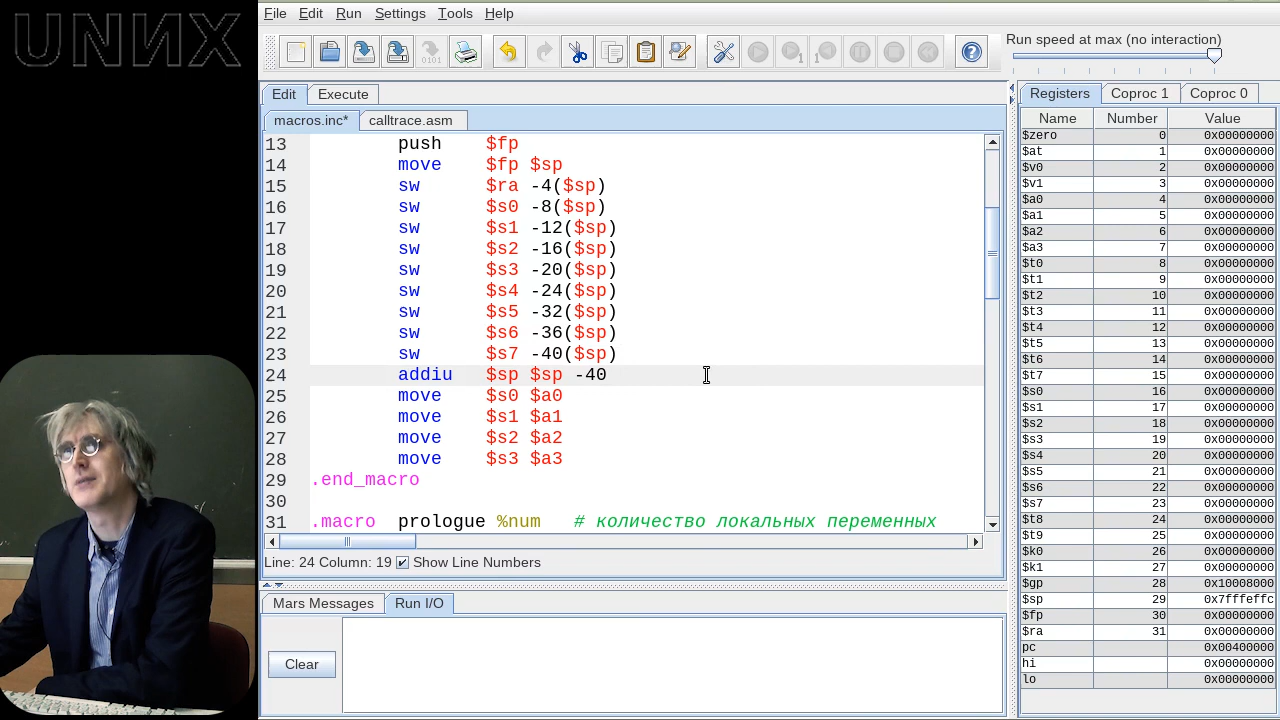 UNИX
File Edit Run Settings Tools Help
Run speed at max (no interaction)
Edit Execute
macros.inc* calltrace.asm
13 push $fp
14 move $fp $sp
15 sw $ra -4($sp)
16 sw $s0 -8($sp)
17 sw $s1 -12($sp)
18 sw $s2 -16($sp)
19 sw $s3 -20($sp)
20 sw $s4 -24($sp)
21 sw $s5 -32($sp)
22 sw $s6 -36($sp)
23 sw $s7 -40($sp)
24 addiu $sp $sp -40
25 move $s0 $a0
26 move $s1 $a1
27 move $s2 $a2
28 move $s3 $a3
29 .end_macro
30
31 .macro prologue %num # количество локальных переменных
Line: 24 Column: 19 Show Line Numbers
Mars Messages Run I/O
Clear
Registers Coproc 1 Coproc 0
Name Number Value
$zero 0 0x00000000
$at 1 0x00000000
$v0 2 0x00000000
$v1 3 0x00000000
$a0 4 0x00000000
$a1 5 0x00000000
$a2 6 0x00000000
$a3 7 0x00000000
$t0 8 0x00000000
$t1 9 0x00000000
$t2 10 0x00000000
$t3 11 0x00000000
$t4 12 0x00000000
$t5 13 0x00000000
$t6 14 0x00000000
$t7 15 0x00000000
$s0 16 0x00000000
$s1 17 0x00000000
$s2 18 0x00000000
$s3 19 0x00000000
$s4 20 0x00000000
$s5 21 0x00000000
$s6 22 0x00000000
$s7 23 0x00000000
$t8 24 0x00000000
$t9 25 0x00000000
$k0 26 0x00000000
$k1 27 0x00000000
$gp 28 0x10008000
$sp 29 0x7fffeffc
$fp 30 0x00000000
$ra 31 0x00000000
pc 0x00400000
hi 0x00000000
lo 0x00000000